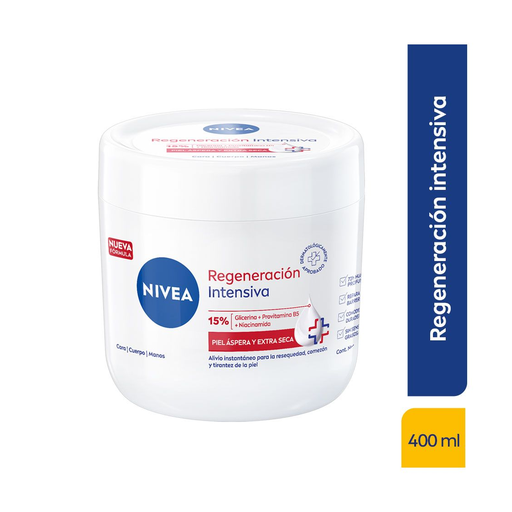 NIVEA
Regeneración Intensiva
15%
NUEVA
FÓRMULA
DERMATOLÓGICAMENTE
APROBADO
NIVEA
Regeneración
Intensiva
15%
Glicerina + Provitamina B5
+ Niacinamida
PIEL ÁSPERA Y EXTRA SECA
Alivio instantáneo para la resequedad, comezón
y tirantez de la piel
Cara | Cuerpo | Manos
Regeneración intensiva
400 ml